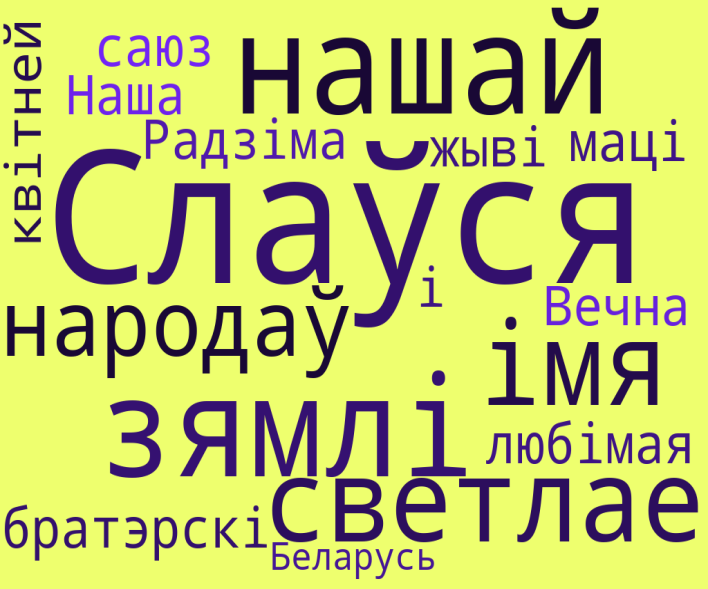 квітней
саюз
нашай
Наша
Радзіма
жыві
маці
Слаўся
і
Вечна
народаў
імя
зямлі
любімая
светлае
братэрскі
Беларусь